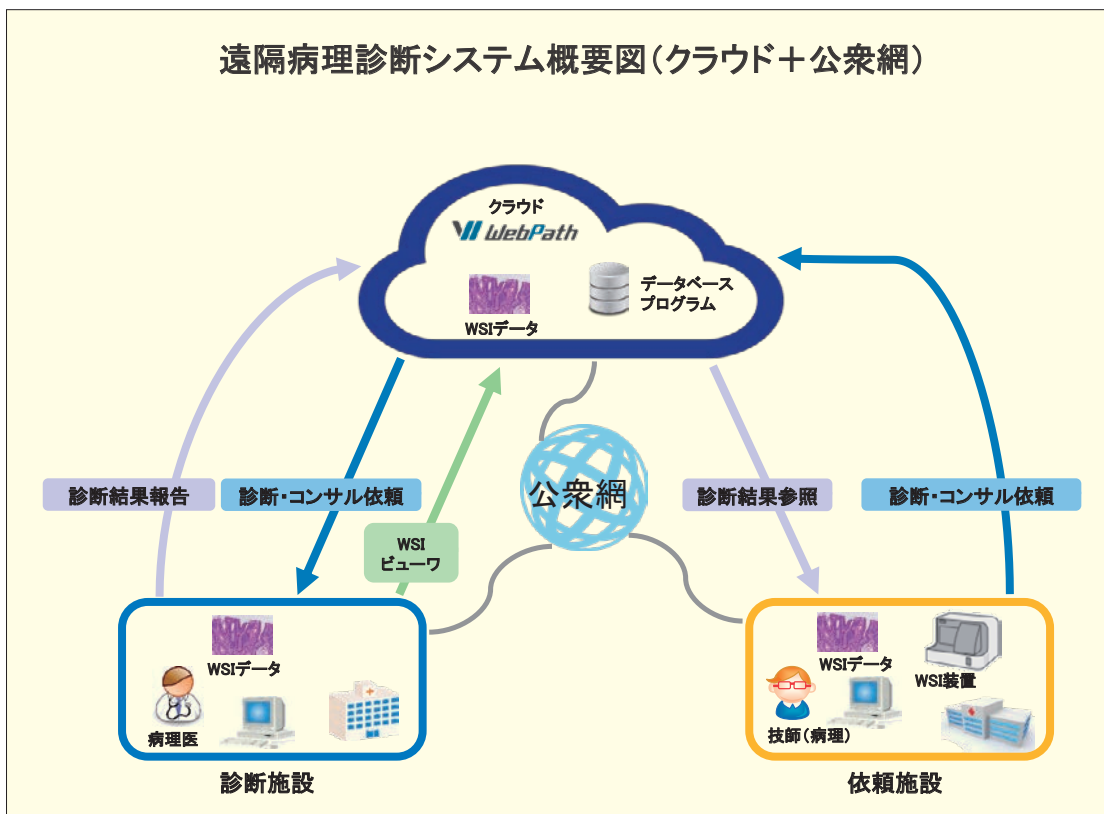 遠隔病理診断システム概要図(クラウド＋公衆網)
クラウド
WebPath
データベース
プログラム
WSIデータ
公衆網
診断結果報告
診断・コンサル依頼
診断結果参照
診断・コンサル依頼
WSI
ビューワ
WSIデータ
病理医
診断施設
WSIデータ
WSI装置
技師(病理)
依頼施設